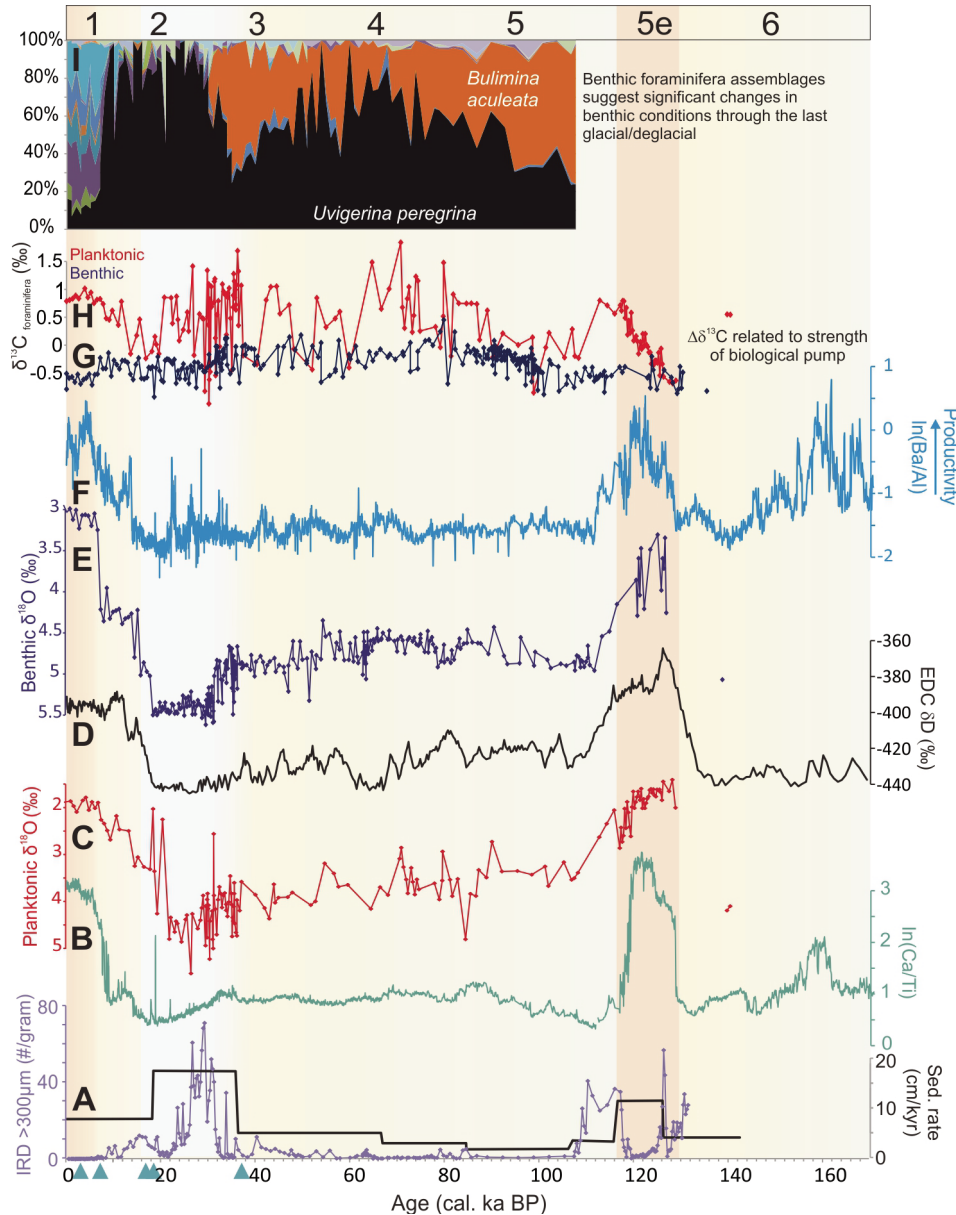 1 2 3 4 5 5e 6
100%
80%
60%
40%
20%
0%
I
Bulimina
aculeata
Uvigerina peregrina
Benthic foraminifera assemblages
suggest significant changes in
benthic conditions through the last
glacial/deglacial
δ¹³C foraminifera (‰)
1.5
1
0.5
0
-0.5
Planktonic
Benthic
H
G
Δδ¹³C related to strength
of biological pump
1
0
-1
-2
Productivity
ln(Ba/Al)
F
Benthic δ¹⁸O (‰)
3
3.5
4
4.5
5
5.5
E
-360
-380
-400
-420
-440
EDC δD (‰)
D
Planktonic δ¹⁸O (‰)
2
3
4
5
C
3
2
1
0
ln(Ca/Ti)
B
IRD >300μm (#/gram)
80
40
0
A
20
10
0
Sed. rate
(cm/kyr)
0 20 40 60 80 100 120 140 160
Age (cal. ka BP)